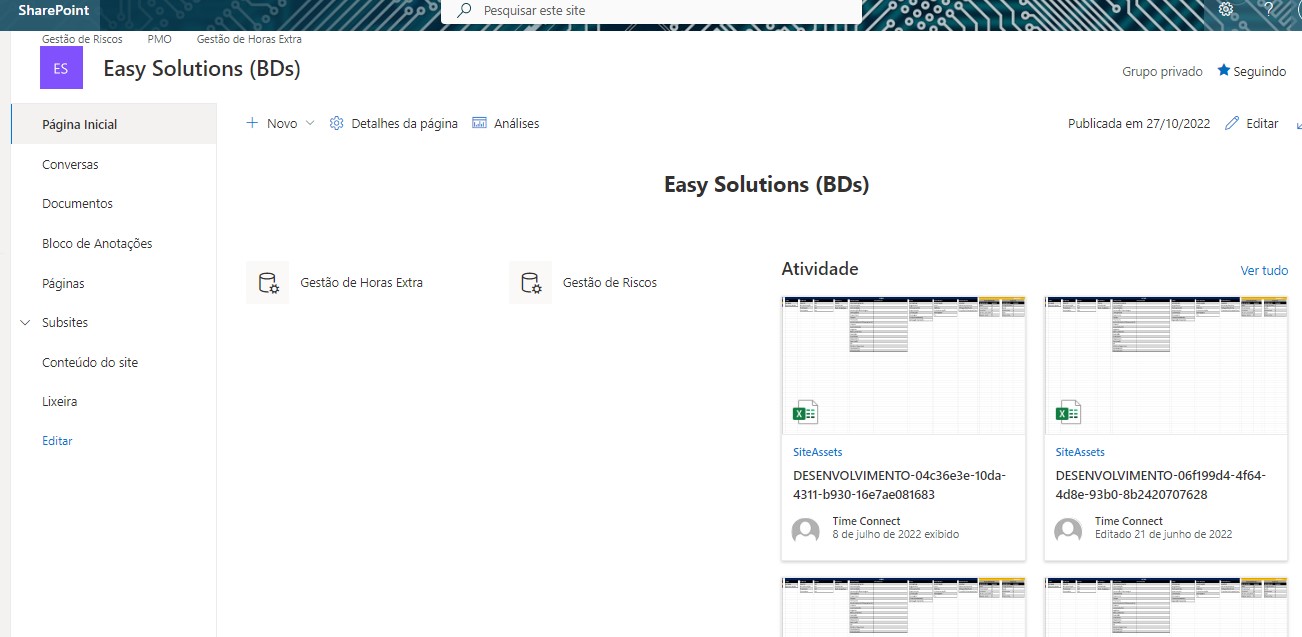 SharePoint
Pesquisar este site
?
Gestão de Riscos PMO Gestão de Horas Extra
ES
Easy Solutions (BDs)
Grupo privado Seguindo
Página Inicial
Conversas
Documentos
Bloco de Anotações
Páginas
Subsites
Conteúdo do site
Lixeira
Editar
Novo Detalhes da página Análises
Publicada em 27/10/2022 Editar
Easy Solutions (BDs)
Gestão de Horas Extra
Gestão de Riscos
Atividade
Ver tudo
SiteAssets
DESENVOLVIMENTO-04c36e3e-10da-
4311-b930-16e7ae081683
Time Connect
8 de julho de 2022 exibido
SiteAssets
DESENVOLVIMENTO-06f199d4-4f64-
4d8e-93b0-8b2420707628
Time Connect
Editado 21 de junho de 2022